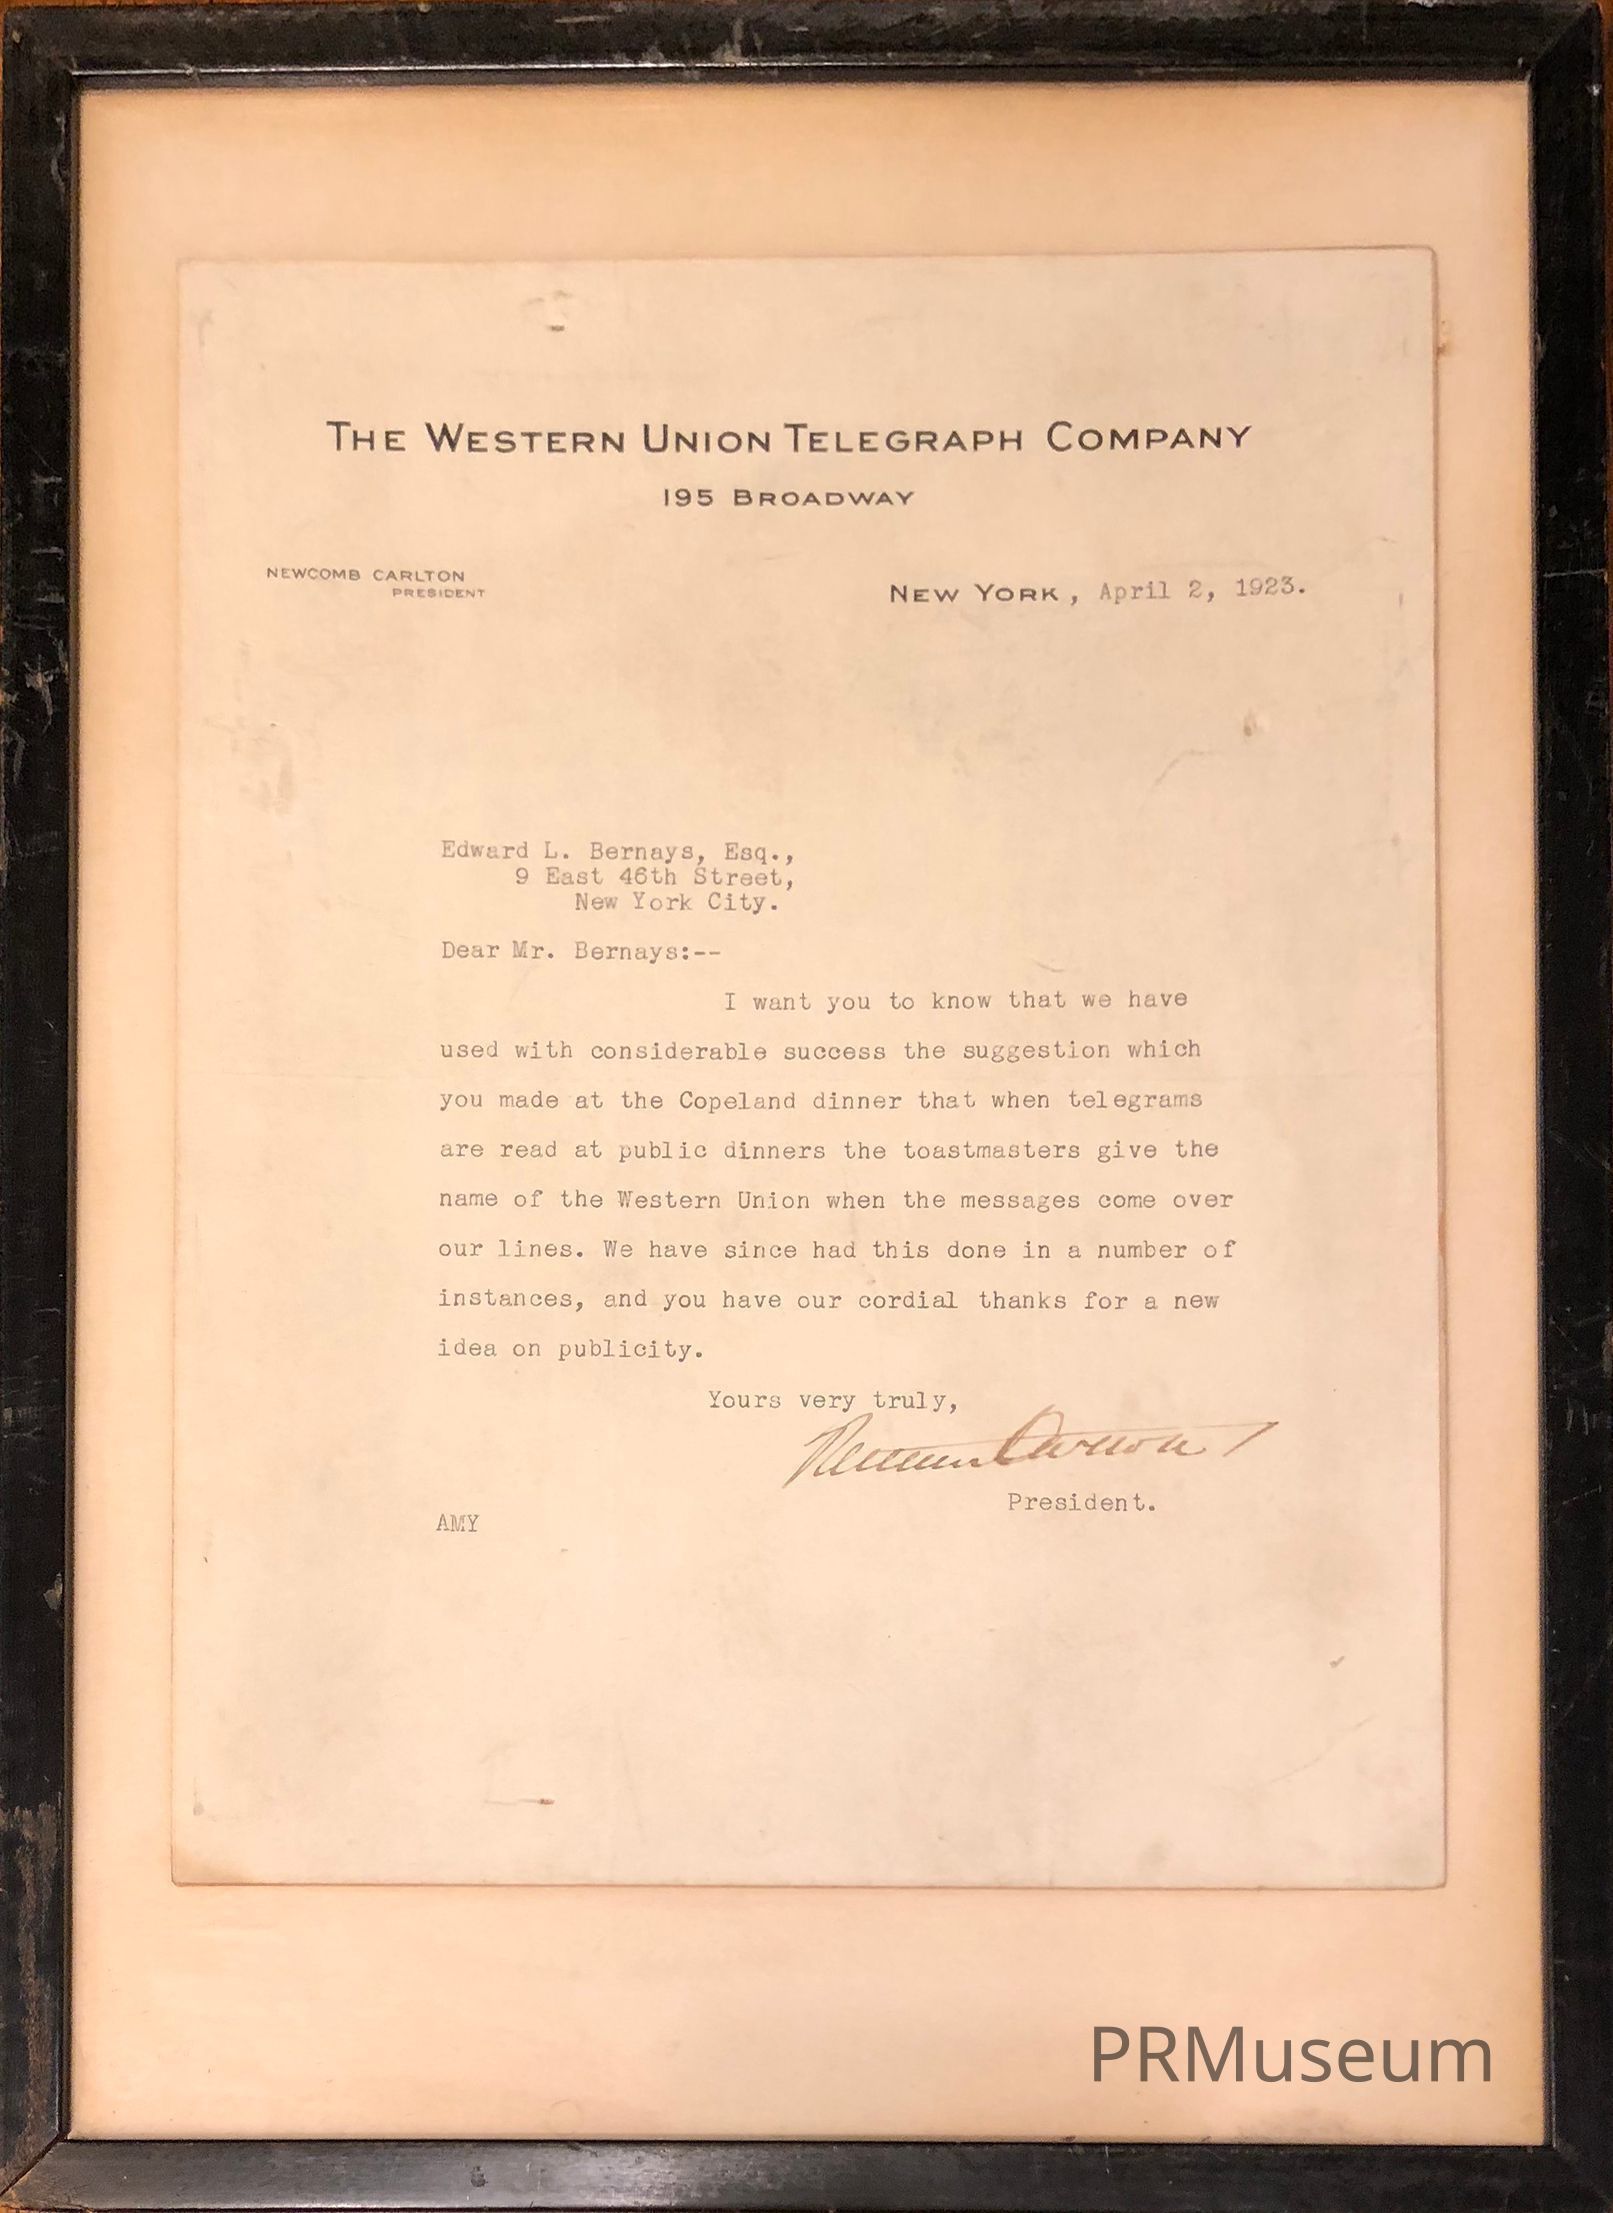 THE WESTERN UNION TELEGRAPH COMPANY
195 BROADWAY
NEWCOMB CARLTON
PRESIDENT
NEW YORK, April 2, 1923.
Edward L. Bernays, Esq.,
9 East 46th Street,
New York City.
Dear Mr. Bernays:--
I want you to know that we have
used with considerable success the suggestion which
you made at the Copeland dinner that when telegrams
are read at public dinners the toastmasters give the
name of the Western Union when the messages come over
our lines. We have since had this done in a number of
instances, and you have our cordial thanks for a new
idea on publicity.
Yours very truly,
Newcomb Carlton
President.
AMY
PRMuseum